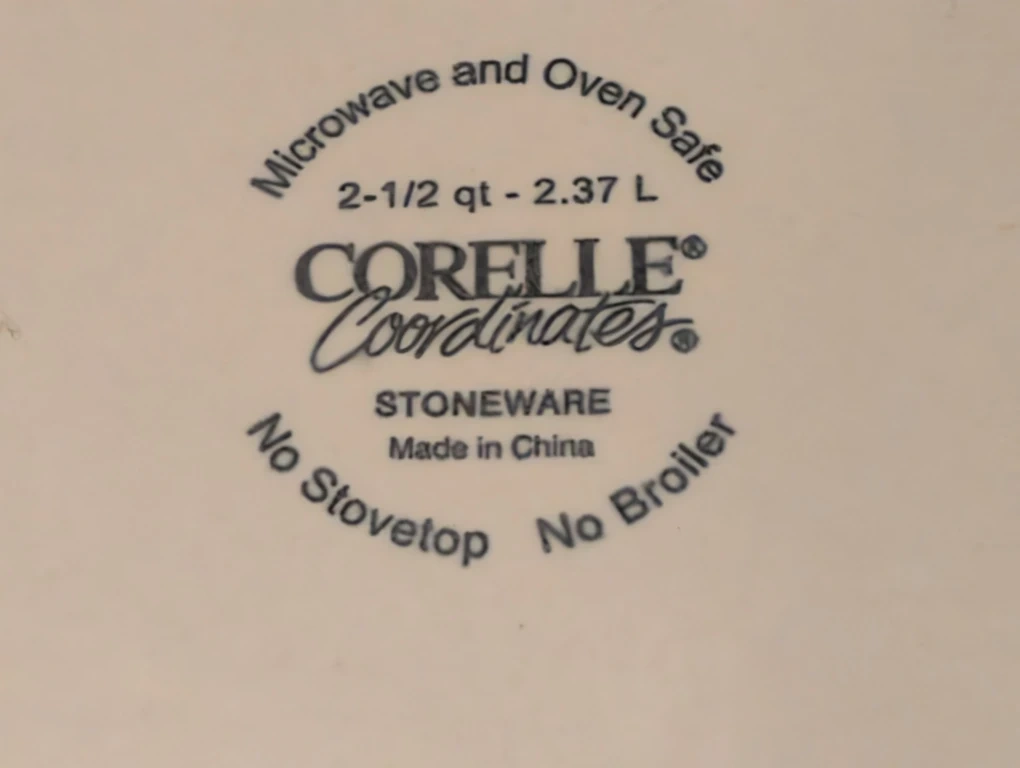 Microwave and Oven Safe
2-1/2 qt - 2.37 L
CORELLE®
Coordinates®
STONEWARE
Made in China
No Stovetop No Broiler